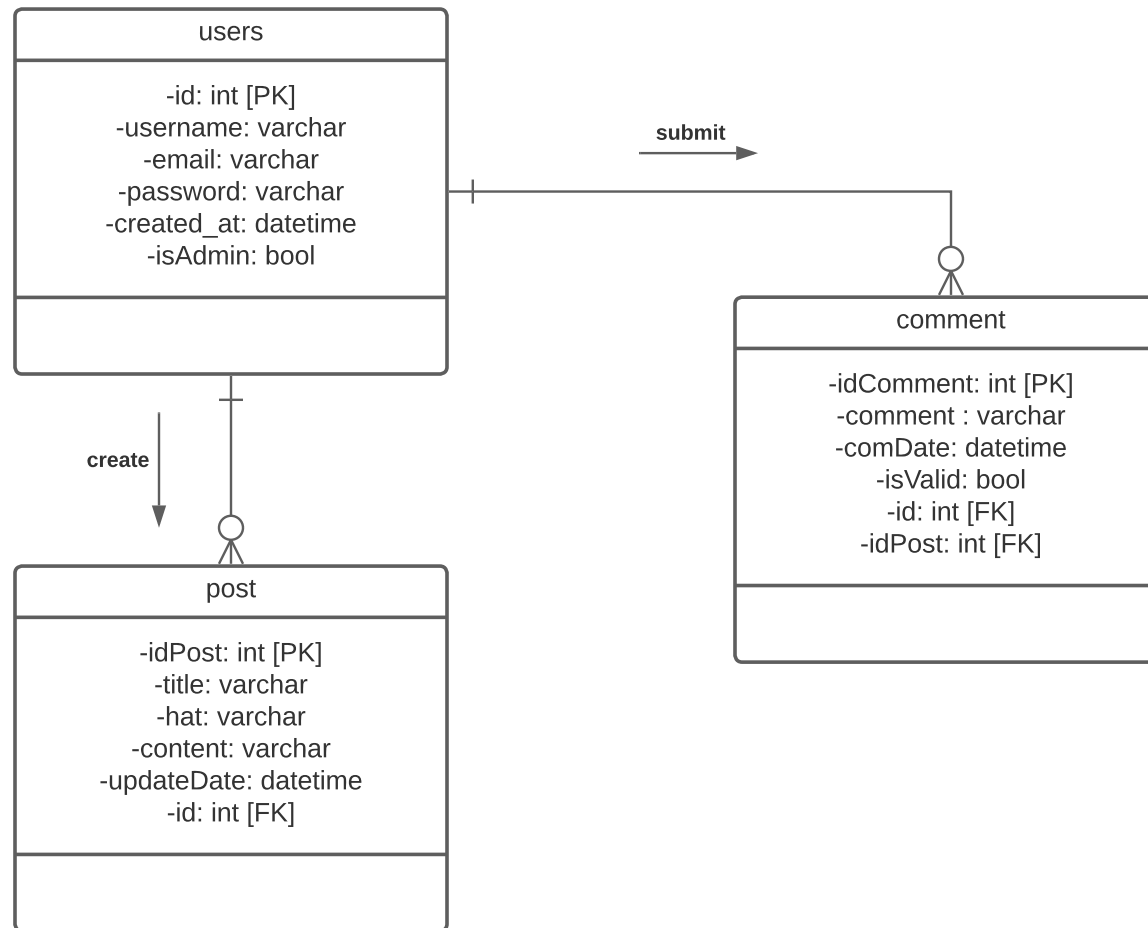 users
-id: int [PK]
-username: varchar
-email: varchar
-password: varchar
-created_at: datetime
-isAdmin: bool
submit
comment
-idComment: int [PK]
-comment : varchar
-comDate: datetime
-isValid: bool
-id: int [FK]
-idPost: int [FK]
create
post
-idPost: int [PK]
-title: varchar
-hat: varchar
-content: varchar
-updateDate: datetime
-id: int [FK]